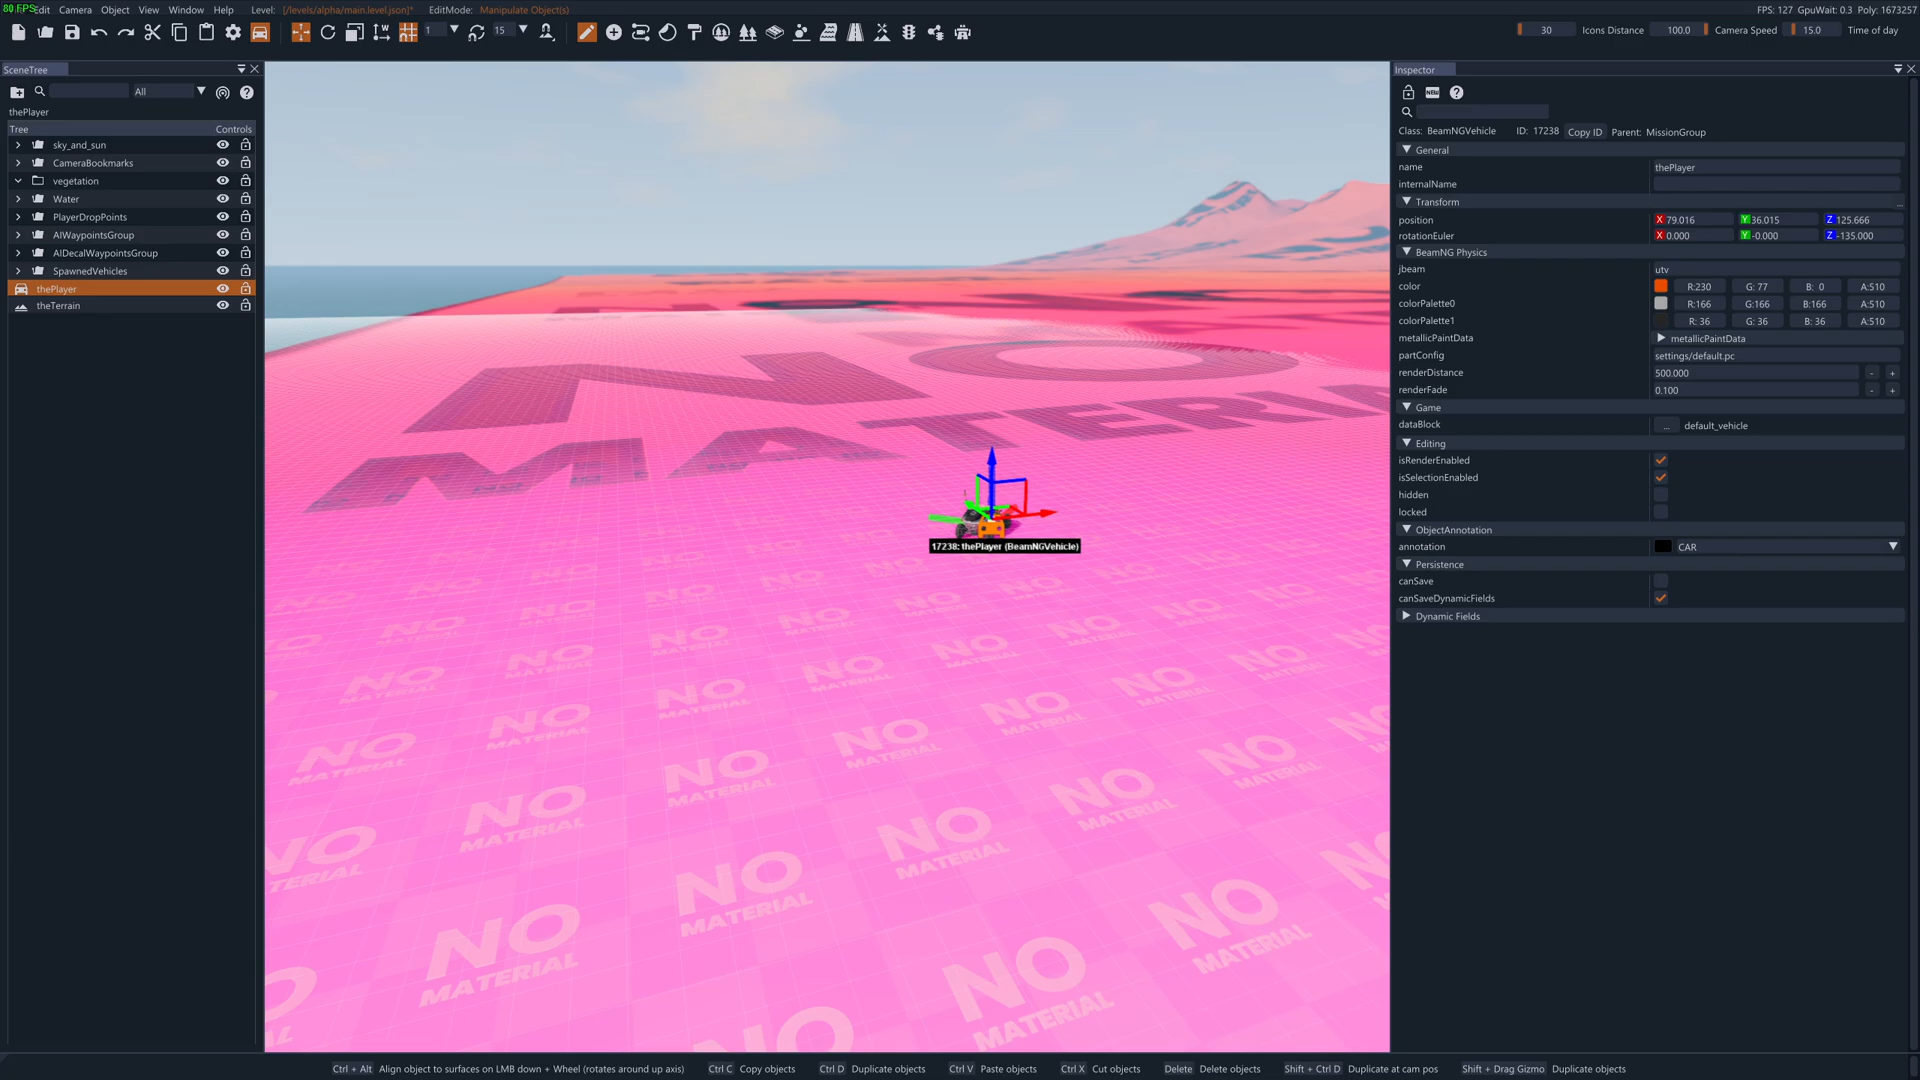 80 FPS Edit Camera Object View Window Help Level: [/levels/alpha/main.level.json]* EditMode: Manipulate Object(s) FPS: 127 GpuWait: 0.3 Poly: 1673257
1 15 30 Icons Distance 100.0 Camera Speed 15.0 Time of day
SceneTree
All
thePlayer
Tree Controls
sky_and_sun
CameraBookmarks
vegetation
Water
PlayerDropPoints
AIWaypointsGroup
AIDecalWaypointsGroup
SpawnedVehicles
thePlayer
theTerrain
NO
MATERIAL
17238: thePlayer (BeamNGVehicle)
NO
MATERIAL
Inspector
NEW
Class: BeamNGVehicle ID: 17238 Copy ID Parent: MissionGroup
General
name thePlayer
internalName
Transform ...
position X 79.016 Y 36.015 Z 125.666
rotationEuler X 0.000 Y -0.000 Z -135.000
BeamNG Physics
jbeam utv
color R:230 G: 77 B: 0 A:510
colorPalette0 R:166 G:166 B:166 A:510
colorPalette1 R: 36 G: 36 B: 36 A:510
metallicPaintData metallicPaintData
partConfig settings/default.pc
renderDistance 500.000 - +
renderFade 0.100 - +
Game
dataBlock ... default_vehicle
Editing
isRenderEnabled
isSelectionEnabled
hidden
locked
ObjectAnnotation
annotation CAR
Persistence
canSave
canSaveDynamicFields
Dynamic Fields
Ctrl + Alt Align object to surfaces on LMB down + Wheel (rotates around up axis) Ctrl C Copy objects Ctrl D Duplicate objects Ctrl V Paste objects Ctrl X Cut objects Delete Delete objects Shift + Ctrl D Duplicate at cam pos Shift + Drag Gizmo Duplicate objects